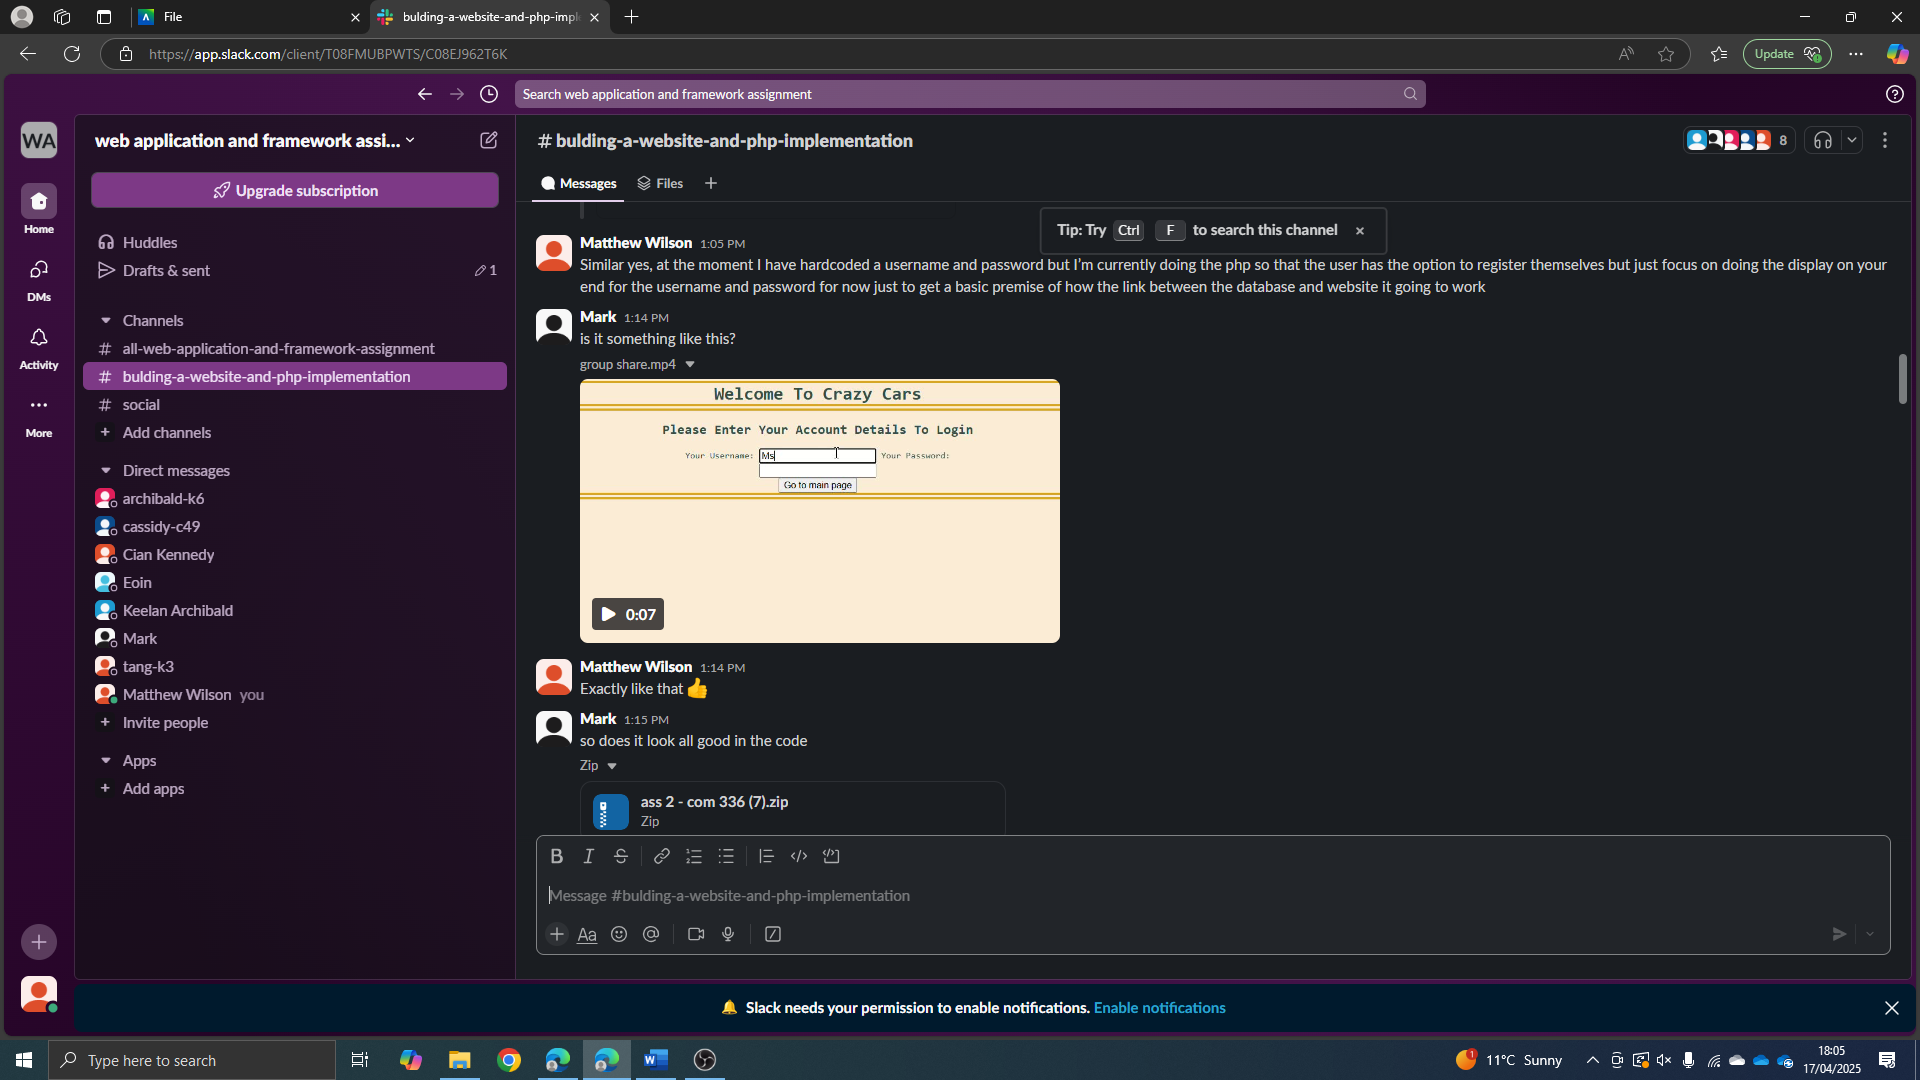 File
bulding-a-website-and-php-imple
https://app.slack.com/client/T08FMUBPWTS/C08EJ962T6K
Update
Search web application and framework assignment
WA
web application and framework assi...
# bulding-a-website-and-php-implementation
8
Messages
Files
Upgrade subscription
Home
Huddles
Drafts & sent
1
DMs
Channels
# all-web-application-and-framework-assignment
Activity
# bulding-a-website-and-php-implementation
# social
More
+ Add channels
Direct messages
archibald-k6
cassidy-c49
Cian Kennedy
Eoin
Keelan Archibald
Mark
tang-k3
Matthew Wilson you
+ Invite people
Apps
+ Add apps
Tip: Try Ctrl F to search this channel
Matthew Wilson 1:05 PM
Similar yes, at the moment I have hardcoded a username and password but I'm currently doing the php so that the user has the option to register themselves but just focus on doing the display on your
end for the username and password for now just to get a basic premise of how the link between the database and website it going to work
Mark 1:14 PM
is it something like this?
group share.mp4
Welcome To Crazy Cars
Please Enter Your Account Details To Login
Your Username: Ms Your Password:
Go to main page
0:07
Matthew Wilson 1:14 PM
Exactly like that 👍
Mark 1:15 PM
so does it look all good in the code
Zip
ass 2 - com 336 (7).zip
Zip
B I S
Message #bulding-a-website-and-php-implementation
Aa
Slack needs your permission to enable notifications. Enable notifications
Type here to search
1
11°C Sunny
18:05
17/04/2025